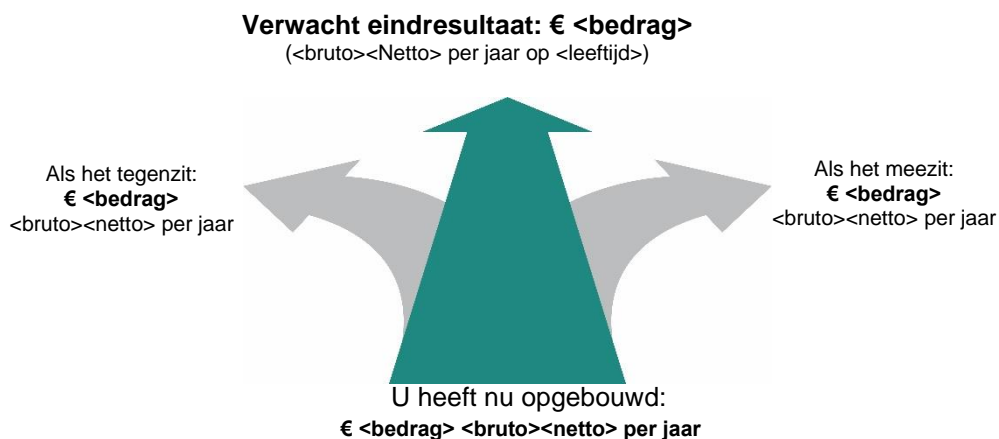 Verwacht eindresultaat: € <bedrag>
(<bruto><Netto> per jaar op <leeftijd>)
Als het tegenzit:
€ <bedrag>
<bruto><netto> per jaar
Als het meezit:
€ <bedrag>
<bruto><netto> per jaar
U heeft nu opgebouwd:
€ <bedrag> <bruto><netto> per jaar